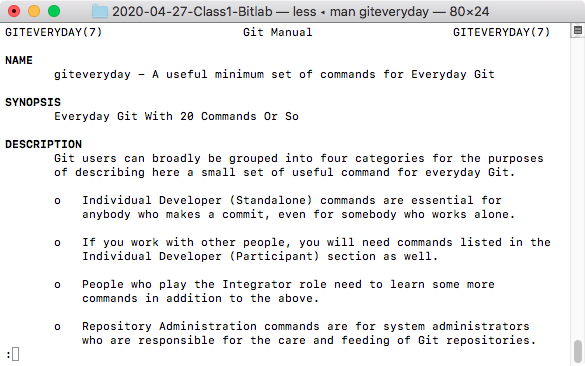 2020-04-27-Class1-Bitlab — less ◂ man giteveryday — 80×24
GITEVERYDAY(7) Git Manual GITEVERYDAY(7)
NAME
giteveryday - A useful minimum set of commands for Everyday Git
SYNOPSIS
Everyday Git With 20 Commands Or So
DESCRIPTION
Git users can broadly be grouped into four categories for the purposes
of describing here a small set of useful command for everyday Git.
o Individual Developer (Standalone) commands are essential for
anybody who makes a commit, even for somebody who works alone.
o If you work with other people, you will need commands listed in the
Individual Developer (Participant) section as well.
o People who play the Integrator role need to learn some more
commands in addition to the above.
o Repository Administration commands are for system administrators
who are responsible for the care and feeding of Git repositories.
: